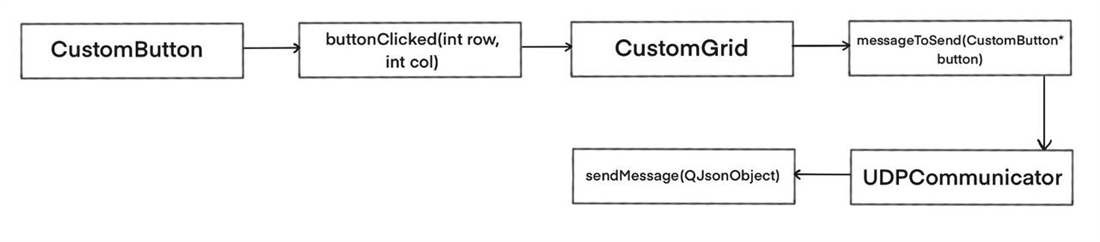 CustomButton
buttonClicked(int row,
int col)
CustomGrid
messageToSend(CustomButton*
button)
UDPCommunicator
sendMessage(QJsonObject)